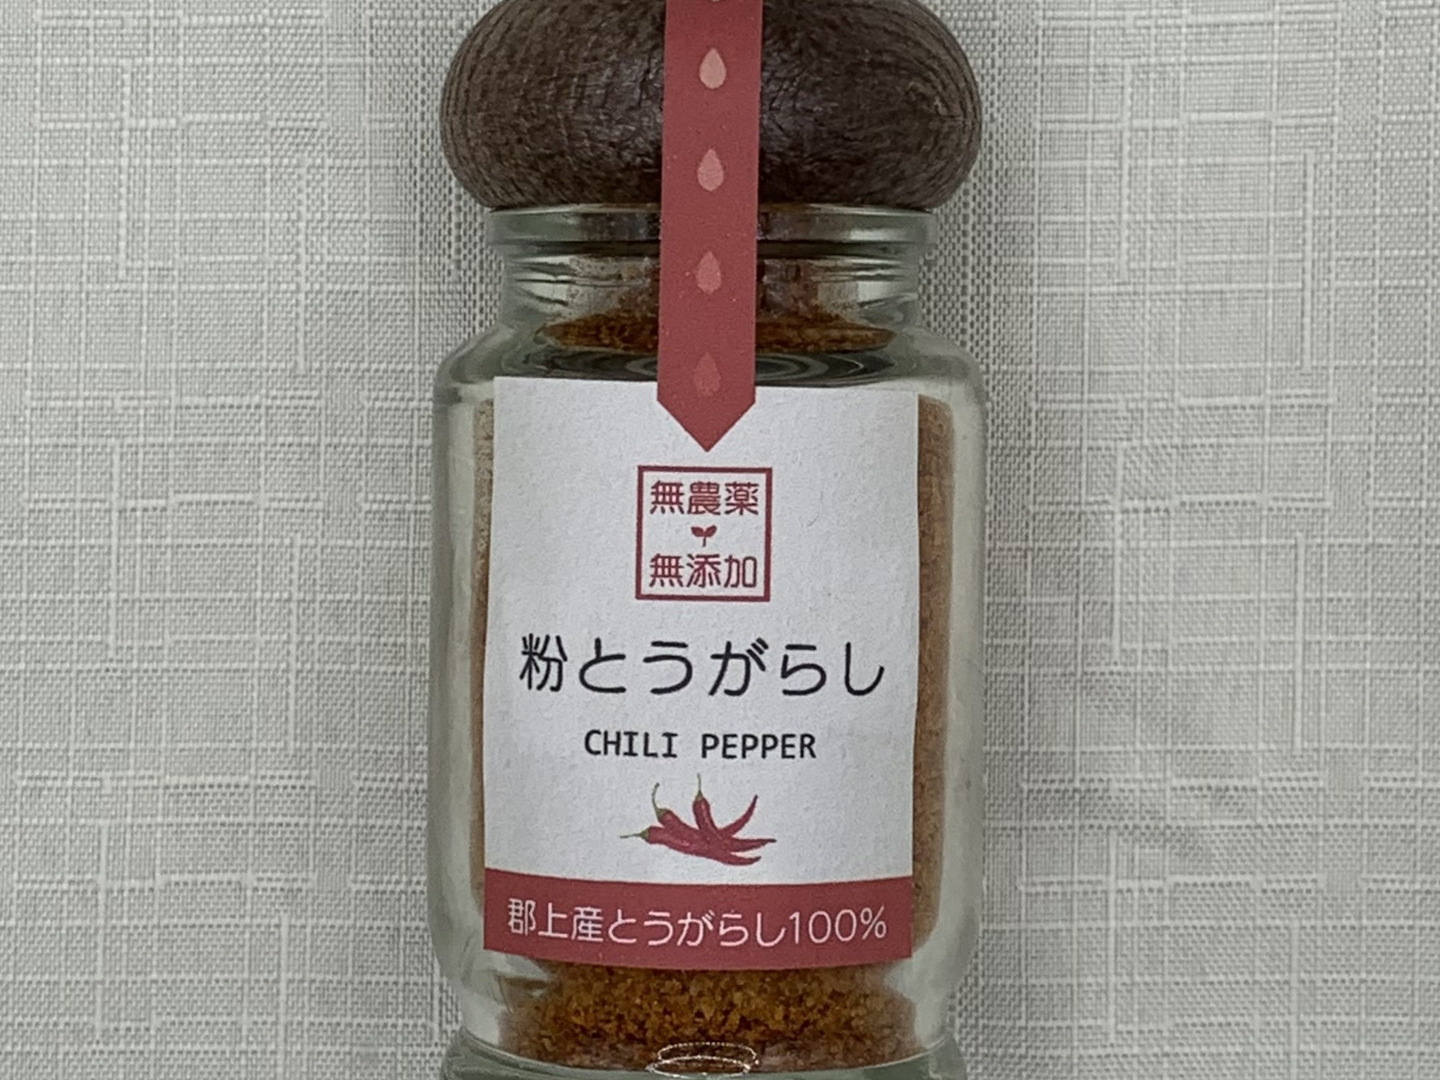 無農薬
無添加
粉とうがらし
CHILI PEPPER
郡上産とうがらし100%